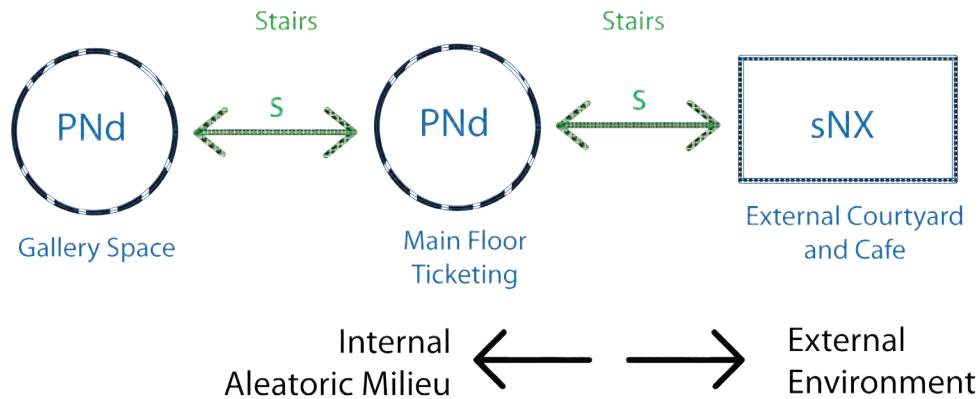 Stairs
Stairs
PNd
S
PNd
S
sNX
Gallery Space
Main Floor
Ticketing
External Courtyard
and Cafe
Internal
Aleatoric Milieu
External
Environment